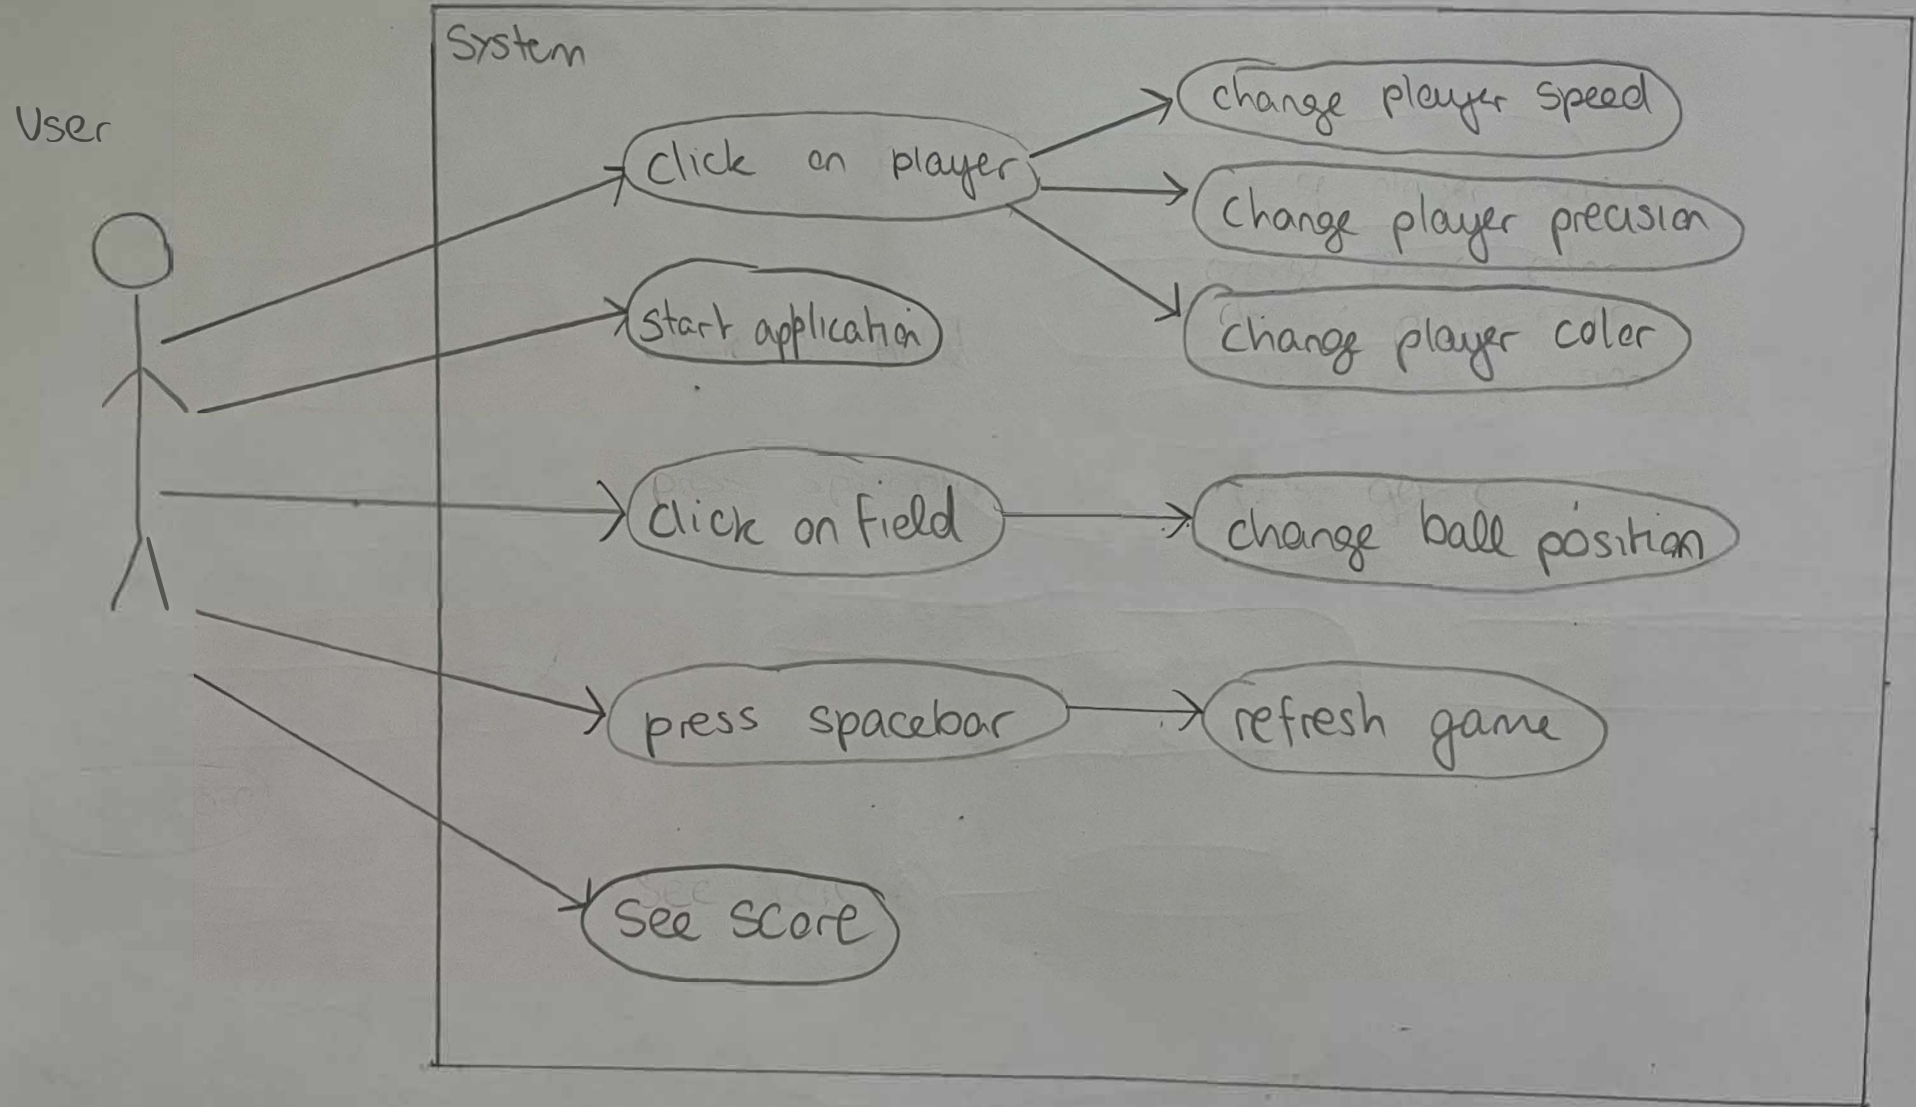 System
User
click on player
change player speed
change player precision
change player color
start application
click on field
change ball position
press spacebar
refresh game
see score